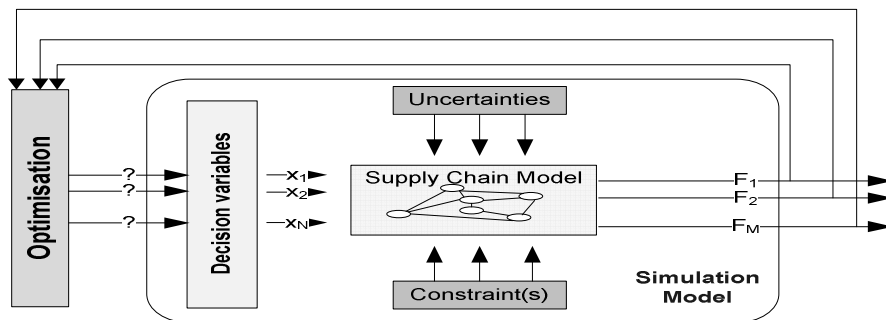 Uncertainties
Optimisation
Decision variables
?
?
?
x1
x2
xN
Supply Chain Model
F1
F2
FM
Constraint(s)
Simulation
Model